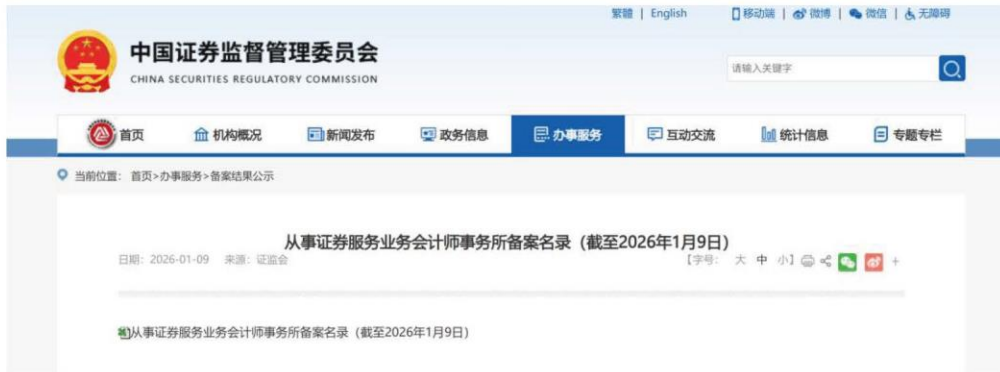 繁體 | English 移动端 | 微博 | 微信 | 无障碍
中国证券监督管理委员会
CHINA SECURITIES REGULATORY COMMISSION
请输入关键字
首页 机构概况 新闻发布 政务信息 办事服务 互动交流 统计信息 专题专栏
当前位置： 首页>办事服务>备案结果公示
从事证券服务业务会计师事务所备案名录（截至2026年1月9日）
日期：2026-01-09 来源：证监会 【字号： 大 中 小】
从事证券服务业务会计师事务所备案名录（截至2026年1月9日）